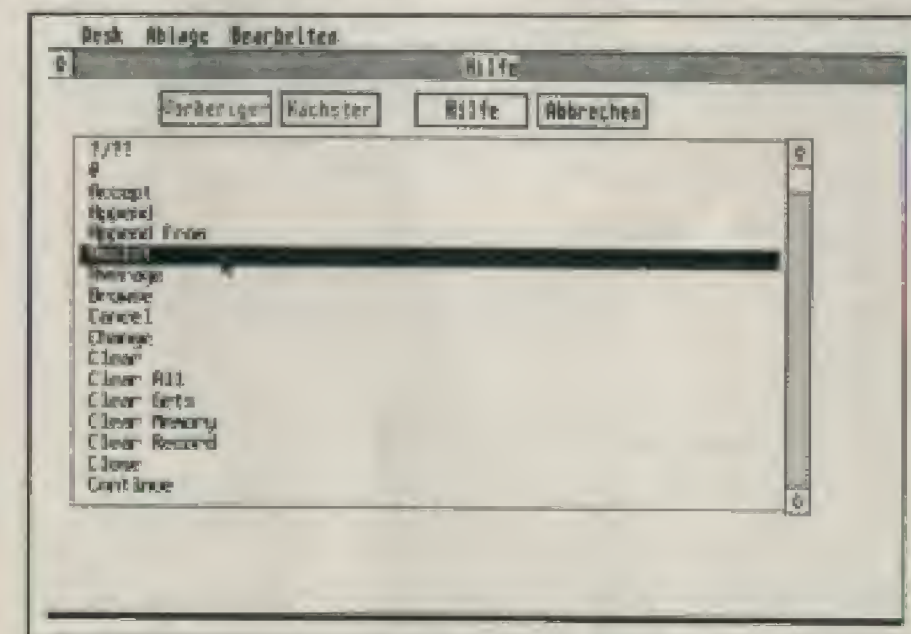 Desk Ablage Bearbeiten
Hilfe
Vorheriger Nächster Hilfe Abbrechen
?/??
@
Accept
Append
Append From
Average
Browse
Cancel
Change
Clear
Clear All
Clear Gets
Clear Memory
Clear Record
Close
Continue